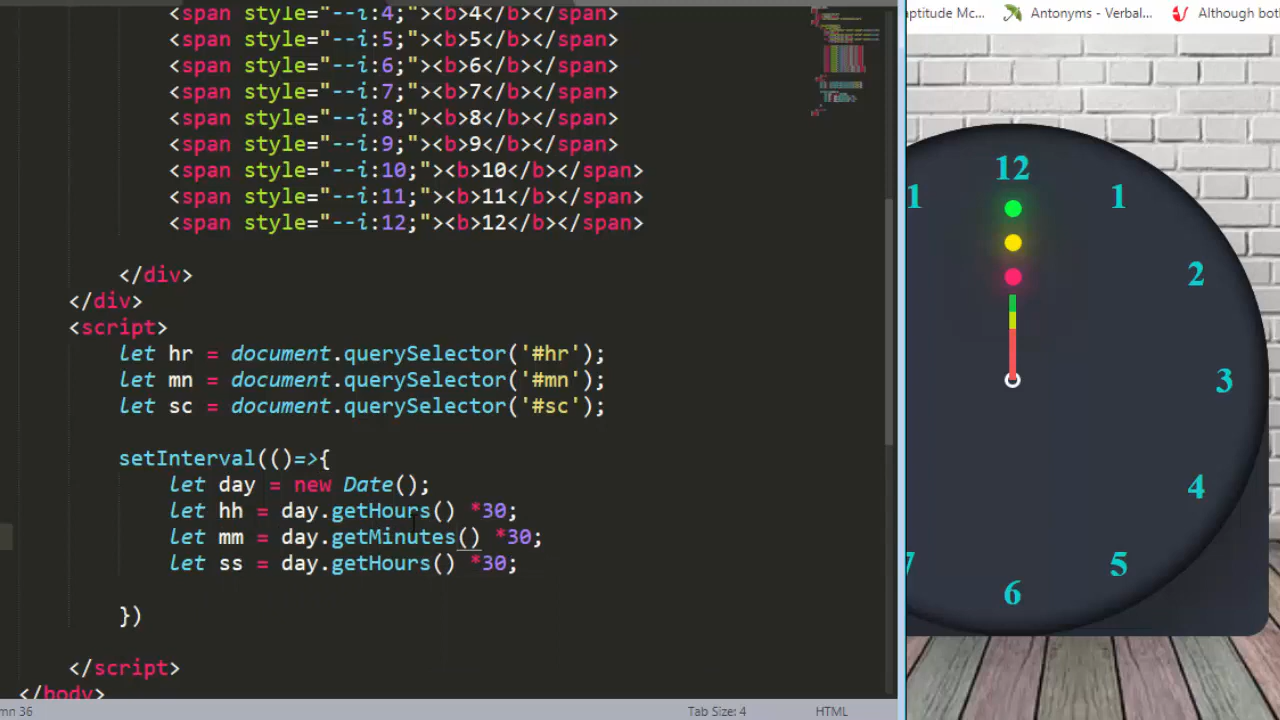 <span style="--i:4;"><b>4</b></span>
<span style="--i:5;"><b>5</b></span>
<span style="--i:6;"><b>6</b></span>
<span style="--i:7;"><b>7</b></span>
<span style="--i:8;"><b>8</b></span>
<span style="--i:9;"><b>9</b></span>
<span style="--i:10;"><b>10</b></span>
<span style="--i:11;"><b>11</b></span>
<span style="--i:12;"><b>12</b></span>
</div>
</div>
<script>
let hr = document.querySelector('#hr');
let mn = document.querySelector('#mn');
let sc = document.querySelector('#sc');
setInterval(()=>{
let day = new Date();
let hh = day.getHours() *30;
let mm = day.getMinutes() *30;
let ss = day.getHours() *30;
})
</script>
</body>
mn 36
Tab Size: 4
HTML
aptitude Mc...
Antonyms - Verbal...
Although bot
12
1
1
2
3
4
5
7
6